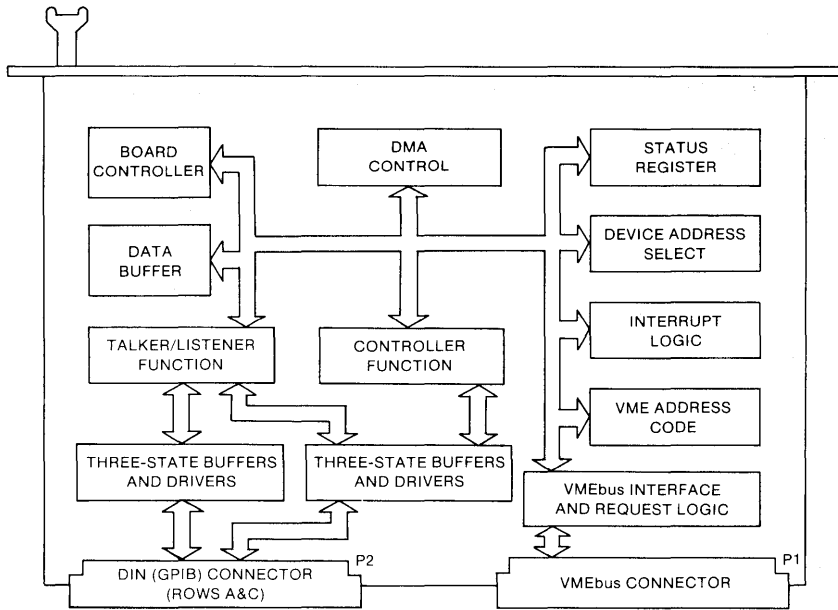 BOARD
CONTROLLER
DMA
CONTROL
STATUS
REGISTER
DATA
BUFFER
DEVICE ADDRESS
SELECT
TALKER/LISTENER
FUNCTION
CONTROLLER
FUNCTION
INTERRUPT
LOGIC
VME ADDRESS
CODE
THREE-STATE BUFFERS
AND DRIVERS
THREE-STATE BUFFERS
AND DRIVERS
VMEbus INTERFACE
AND REQUEST LOGIC
P2
DIN (GPIB) CONNECTOR
(ROWS A&C)
P1
VMEbus CONNECTOR